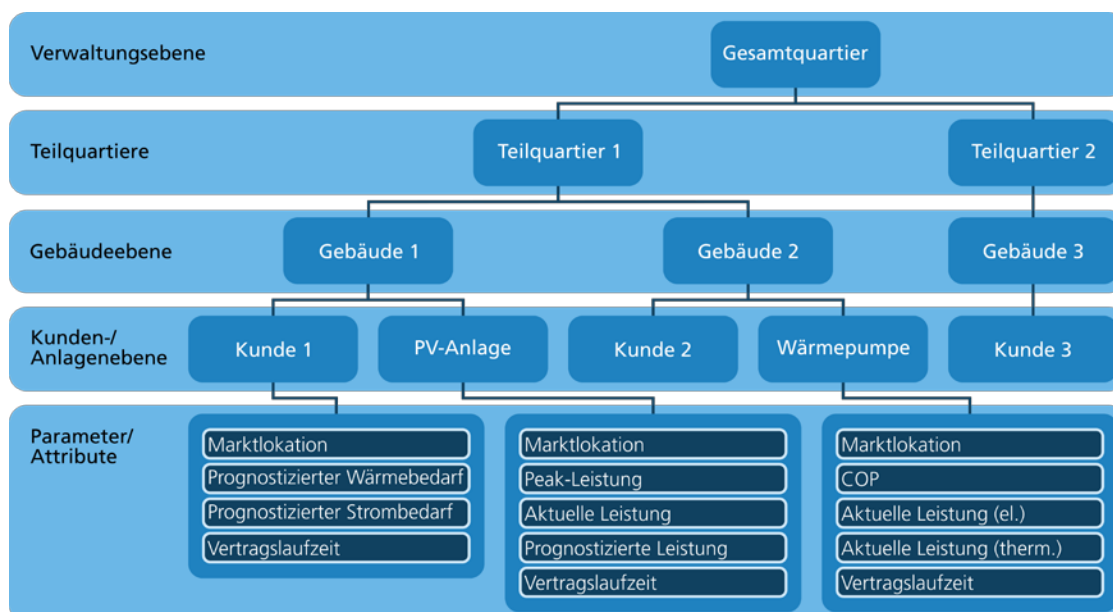 Verwaltungsebene
Gesamtquartier
Teilquartiere
Teilquartier 1
Teilquartier 2
Gebäudeebene
Gebäude 1
Gebäude 2
Gebäude 3
Kunden-/
Anlagenebene
Kunde 1
PV-Anlage
Kunde 2
Wärmepumpe
Kunde 3
Parameter/
Attribute
Marktlokation
Prognostizierter Wärmebedarf
Prognostizierter Strombedarf
Vertragslaufzeit
Marktlokation
Peak-Leistung
Aktuelle Leistung
Prognostizierte Leistung
Vertragslaufzeit
Marktlokation
COP
Aktuelle Leistung (el.)
Aktuelle Leistung (therm.)
Vertragslaufzeit